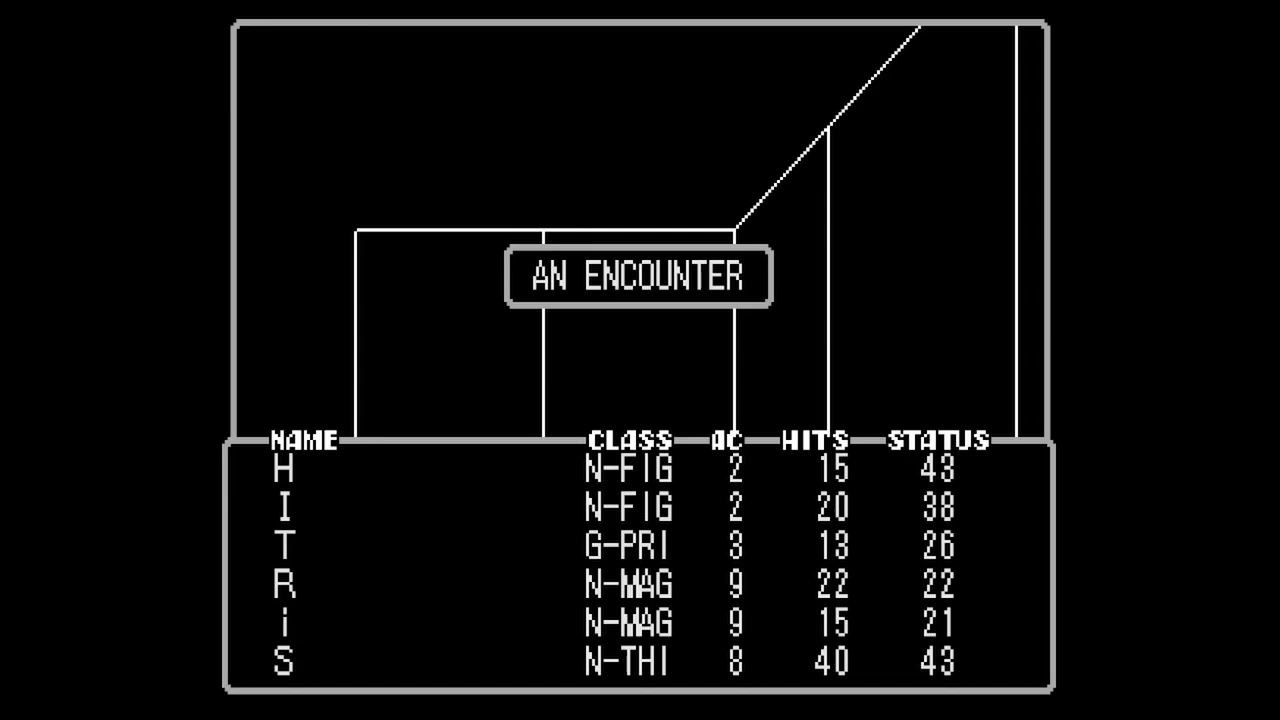 AN ENCOUNTER
NAME CLASS AC HITS STATUS
H N-FIG 2 15 43
I N-FIG 2 20 38
T G-PRI 3 13 26
R N-MAG 9 22 22
i N-MAG 9 15 21
S N-THI 8 40 43